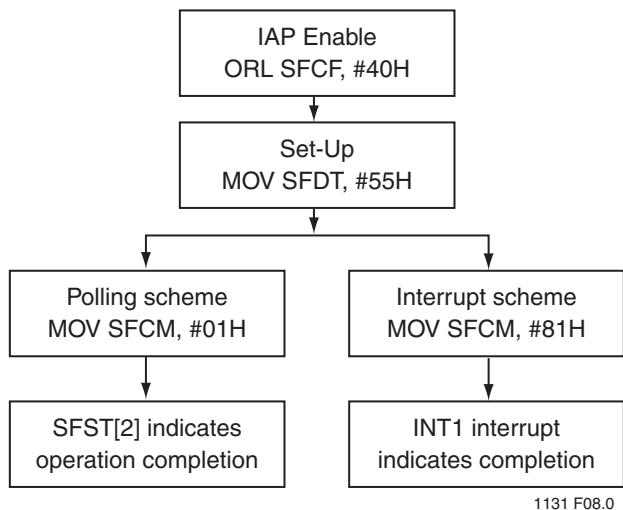 IAP Enable
ORL SFCF, #40H
Set-Up
MOV SFDT, #55H
Polling scheme
MOV SFCM, #01H
Interrupt scheme
MOV SFCM, #81H
SFST[2] indicates
operation completion
INT1 interrupt
indicates completion
1131 F08.0